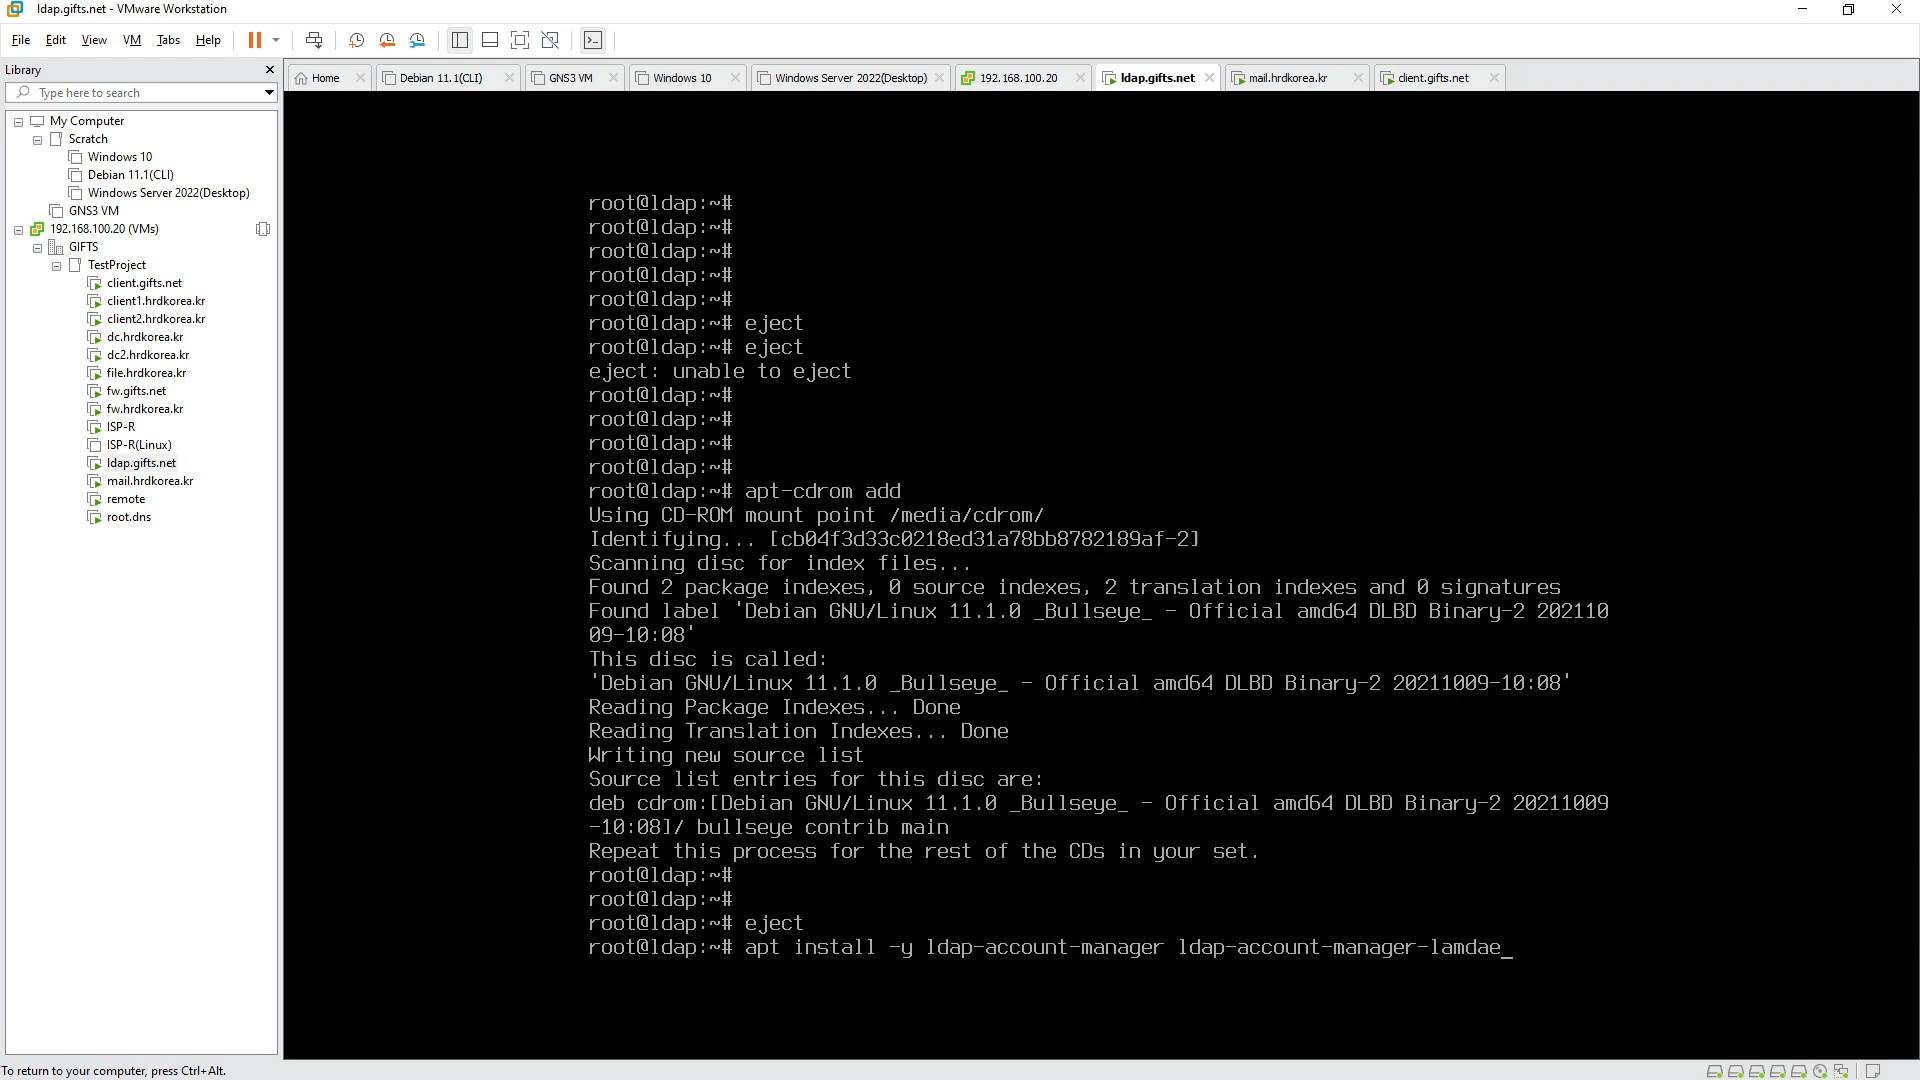 ldap.gifts.net - VMware Workstation
File Edit View VM Tabs Help
Library
Type here to search
My Computer
Scratch
Windows 10
Debian 11.1(CLI)
Windows Server 2022(Desktop)
GNS3 VM
192.168.100.20 (VMs)
GIFTS
TestProject
client.gifts.net
client1.hrdkorea.kr
client2.hrdkorea.kr
dc.hrdkorea.kr
dc2.hrdkorea.kr
file.hrdkorea.kr
fw.gifts.net
fw.hrdkorea.kr
ISP-R
ISP-R(Linux)
ldap.gifts.net
mail.hrdkorea.kr
remote
root.dns
Home Debian 11.1(CLI) GNS3 VM Windows 10 Windows Server 2022(Desktop) 192.168.100.20 ldap.gifts.net mail.hrdkorea.kr client.gifts.net
root@ldap:~#
root@ldap:~#
root@ldap:~#
root@ldap:~#
root@ldap:~#
root@ldap:~# eject
root@ldap:~# eject
eject: unable to eject
root@ldap:~#
root@ldap:~#
root@ldap:~#
root@ldap:~#
root@ldap:~# apt-cdrom add
Using CD-ROM mount point /media/cdrom/
Identifying... [cb04f3d33c0218ed31a78bb8782189af-2]
Scanning disc for index files...
Found 2 package indexes, 0 source indexes, 2 translation indexes and 0 signatures
Found label 'Debian GNU/Linux 11.1.0 _Bullseye_ - Official amd64 DLBD Binary-2 202110
09-10:08'
This disc is called:
'Debian GNU/Linux 11.1.0 _Bullseye_ - Official amd64 DLBD Binary-2 20211009-10:08'
Reading Package Indexes... Done
Reading Translation Indexes... Done
Writing new source list
Source list entries for this disc are:
deb cdrom:[Debian GNU/Linux 11.1.0 _Bullseye_ - Official amd64 DLBD Binary-2 20211009
-10:08]/ bullseye contrib main
Repeat this process for the rest of the CDs in your set.
root@ldap:~#
root@ldap:~#
root@ldap:~# eject
root@ldap:~# apt install -y ldap-account-manager ldap-account-manager-lamdae_
To return to your computer, press Ctrl+Alt.